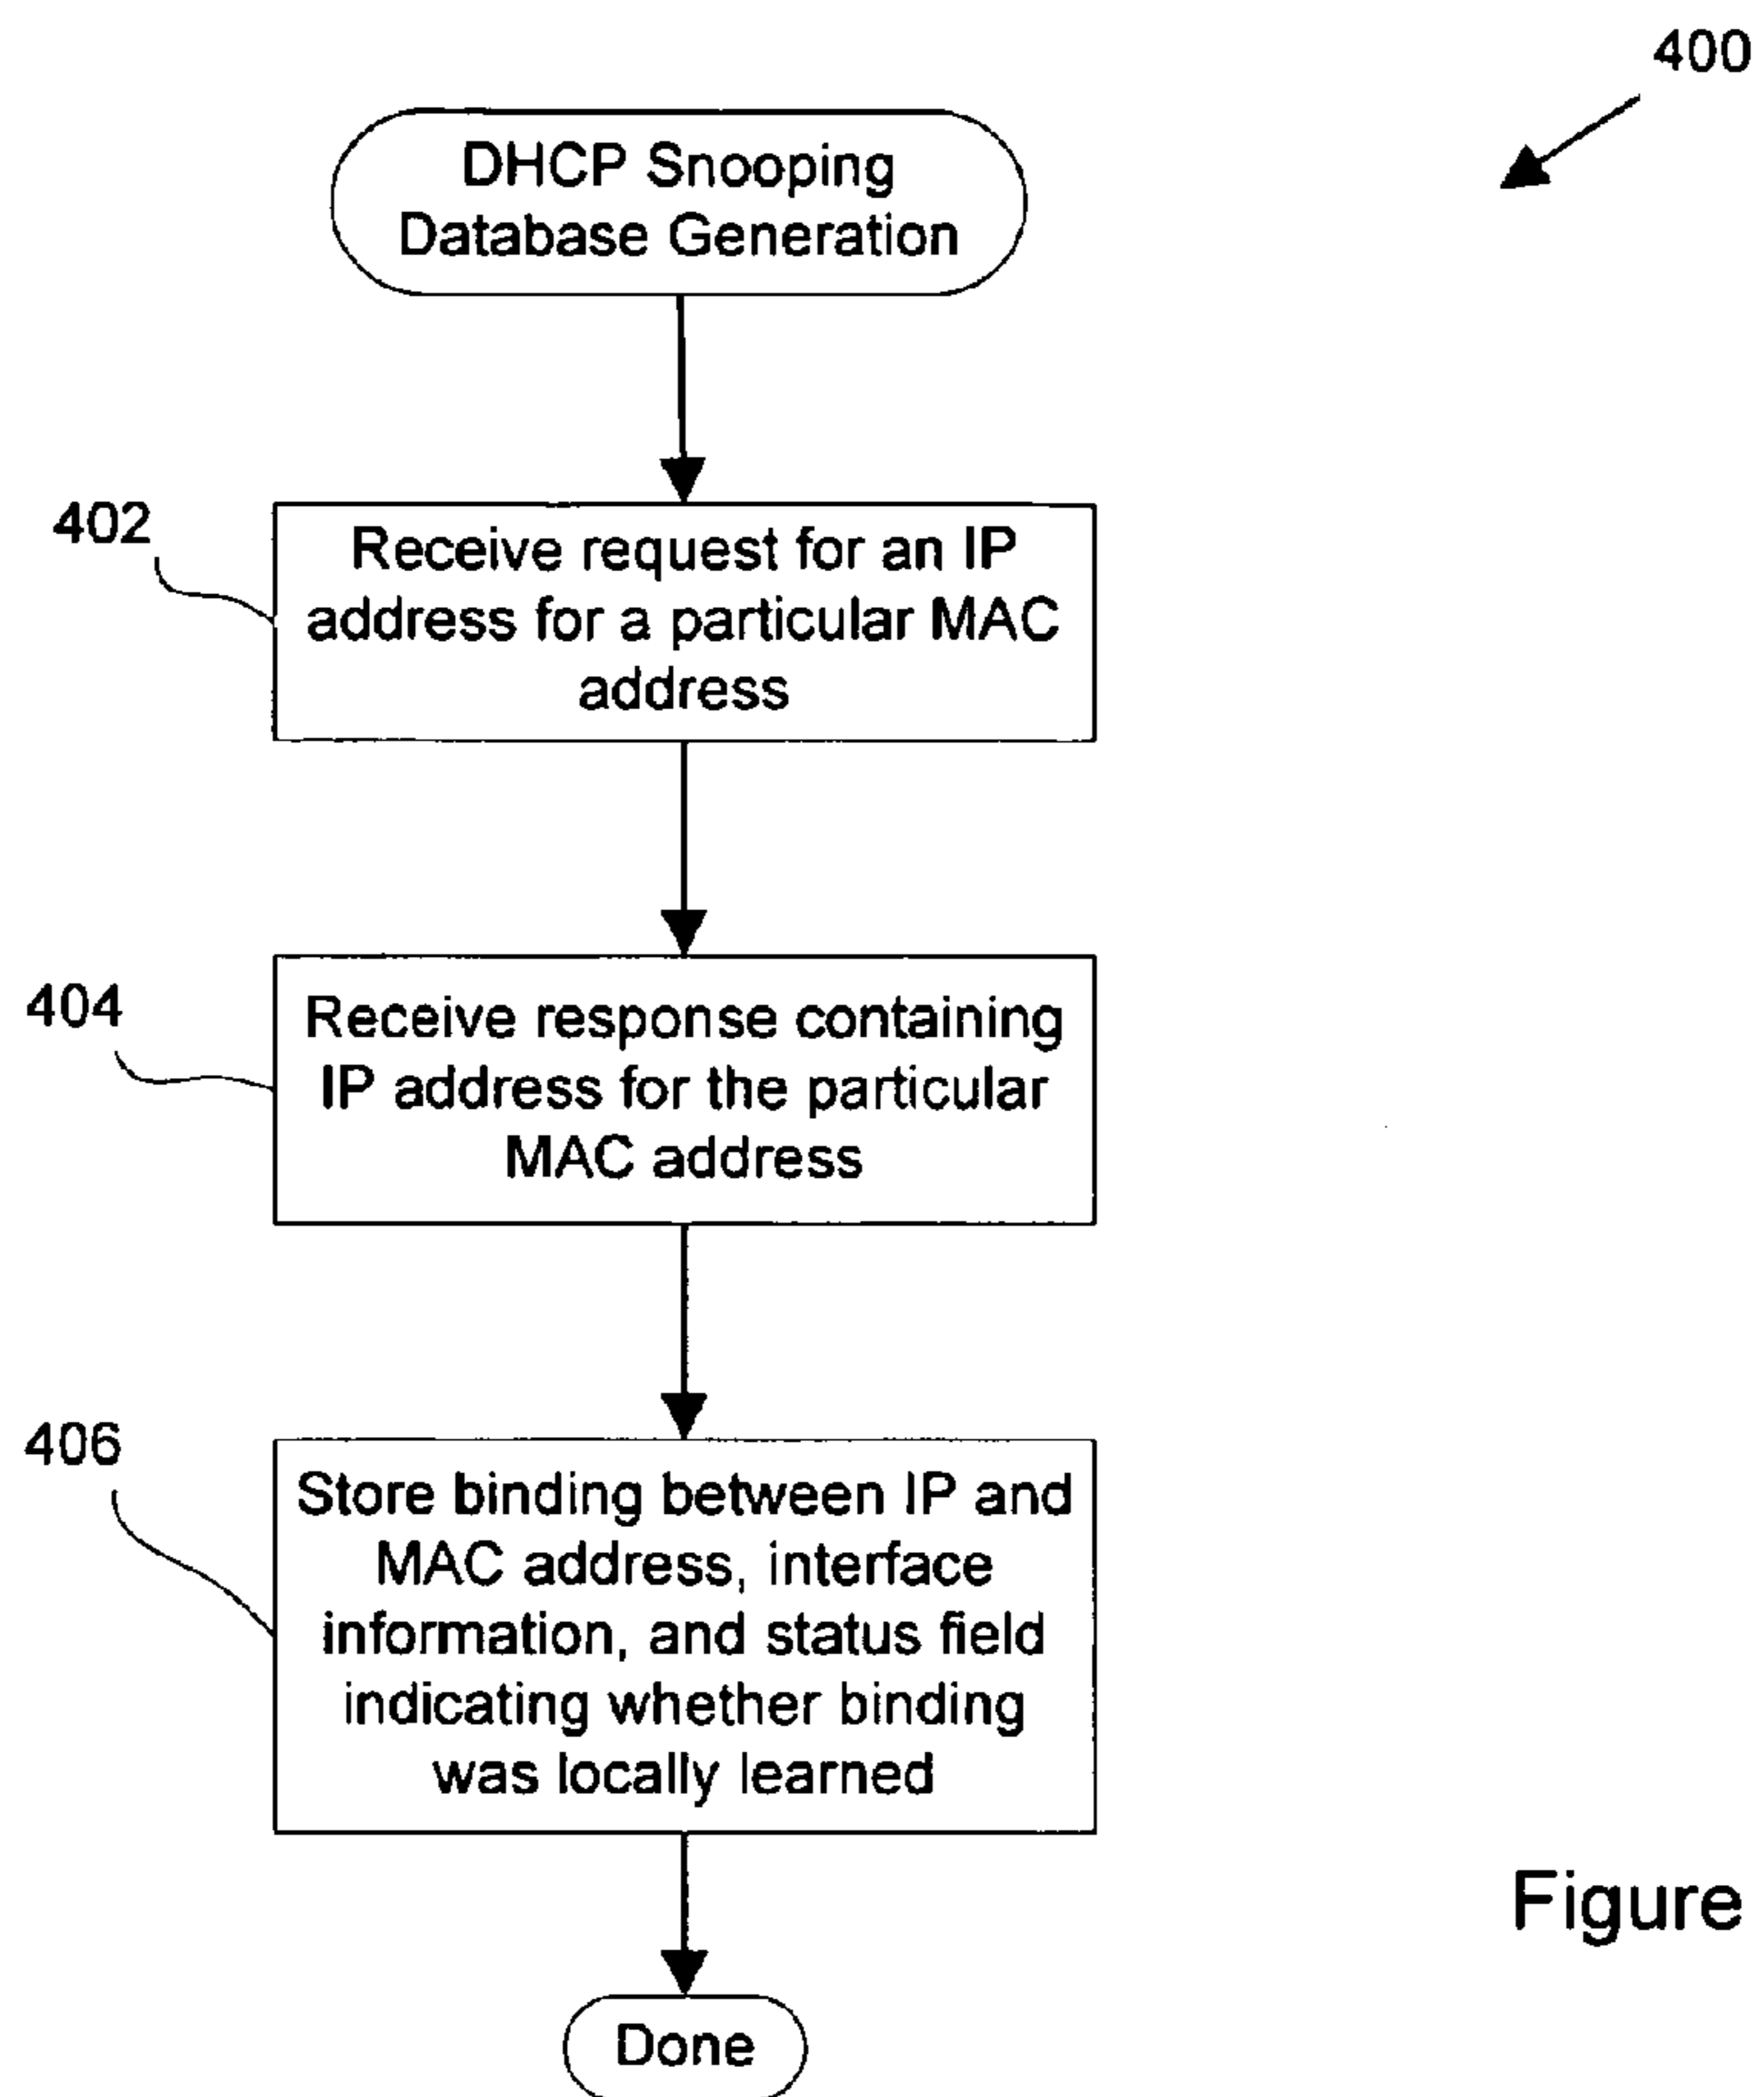 400
DHCP Snooping
Database Generation
402
Receive request for an IP
address for a particular MAC
address
404
Receive response containing
IP address for the particular
MAC address
406
Store binding between IP and
MAC address, interface
information, and status field
indicating whether binding
was locally learned
Figure
Done